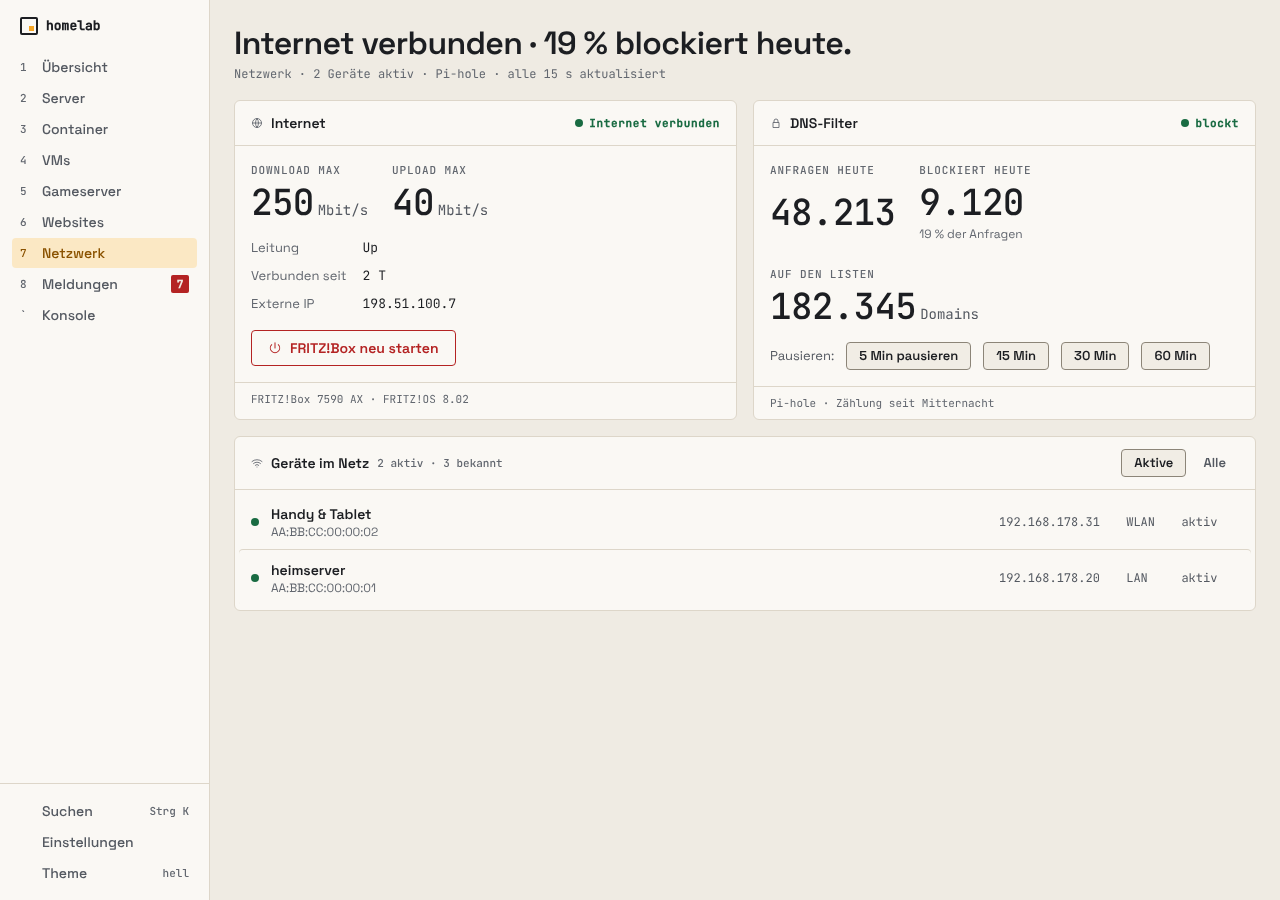 homelab
1 Übersicht
2 Server
3 Container
4 VMs
5 Gameserver
6 Websites
7 Netzwerk
8 Meldungen 7
` Konsole
Suchen Strg K
Einstellungen
Theme hell
Internet verbunden · 19 % blockiert heute.
Netzwerk · 2 Geräte aktiv · Pi-hole · alle 15 s aktualisiert
Internet Internet verbunden
DOWNLOAD MAX UPLOAD MAX
250 Mbit/s 40 Mbit/s
Leitung Up
Verbunden seit 2 T
Externe IP 198.51.100.7
FRITZ!Box neu starten
FRITZ!Box 7590 AX · FRITZ!OS 8.02
DNS-Filter blockt
ANFRAGEN HEUTE BLOCKIERT HEUTE
48.213 9.120
19 % der Anfragen
AUF DEN LISTEN
182.345 Domains
Pausieren: 5 Min pausieren 15 Min 30 Min 60 Min
Pi-hole · Zählung seit Mitternacht
Geräte im Netz 2 aktiv · 3 bekannt Aktive Alle
Handy & Tablet
AA:BB:CC:00:00:02 192.168.178.31 WLAN aktiv
heimserver
AA:BB:CC:00:00:01 192.168.178.20 LAN aktiv